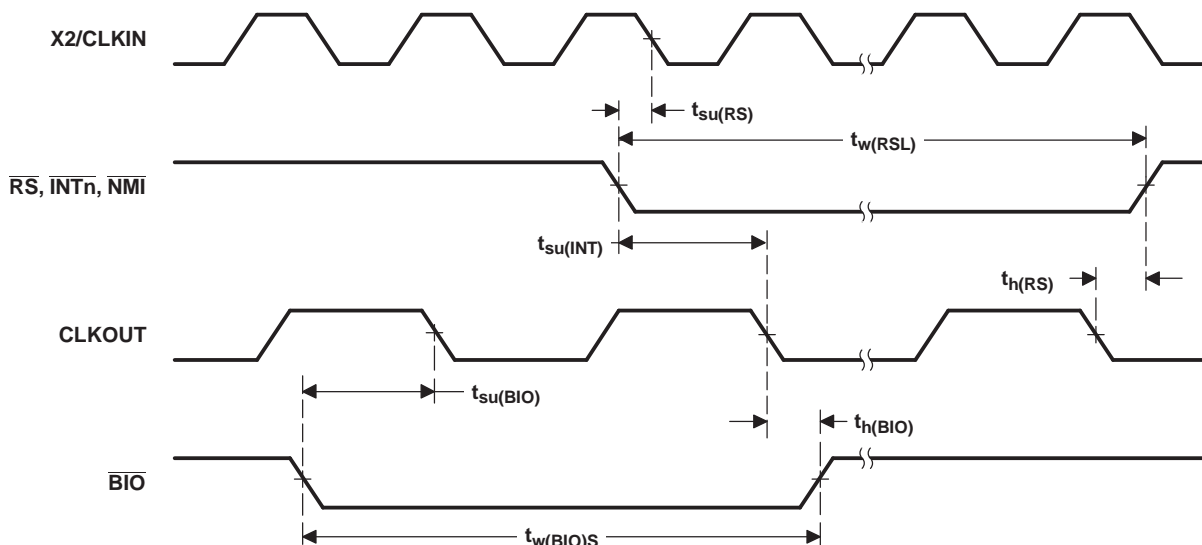 X2/CLKIN
tsu(RS)
tw(RSL)
RS, INTn, NMI
tsu(INT)
th(RS)
CLKOUT
tsu(BIO)
th(BIO)
BIO
tw(BIO)S